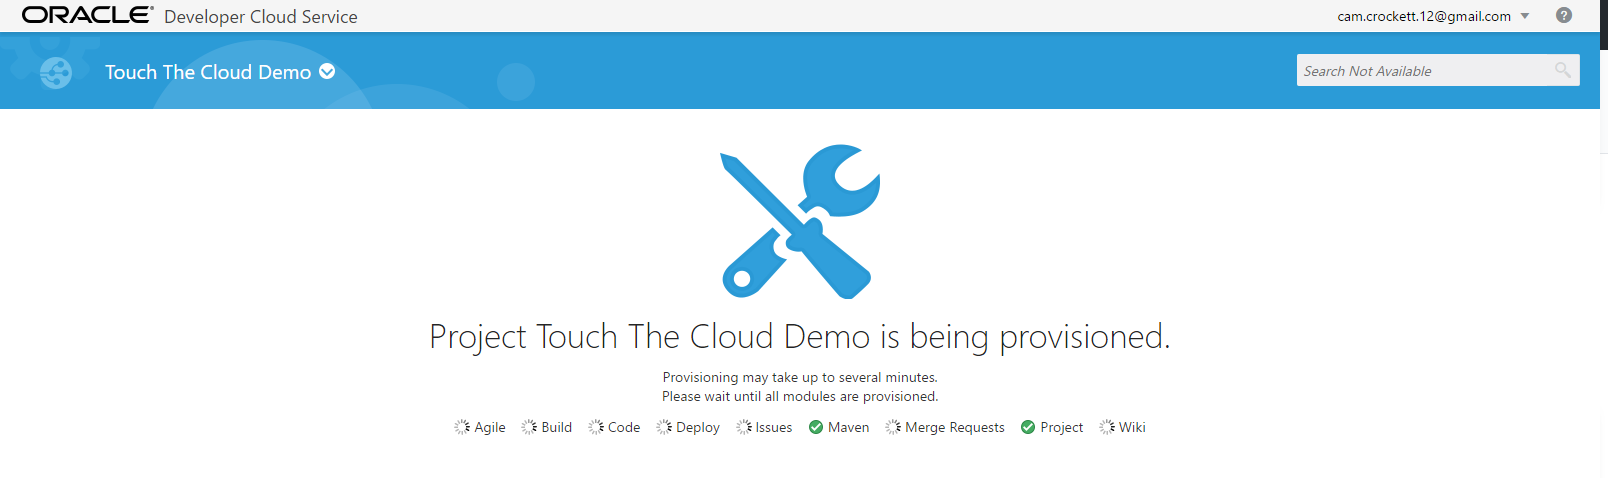 ORACLE® Developer Cloud Service
cam.crockett.12@gmail.com
?
Touch The Cloud Demo
Search Not Available
Project Touch The Cloud Demo is being provisioned.
Provisioning may take up to several minutes.
Please wait until all modules are provisioned.
Agile Build Code Deploy Issues Maven Merge Requests Project Wiki